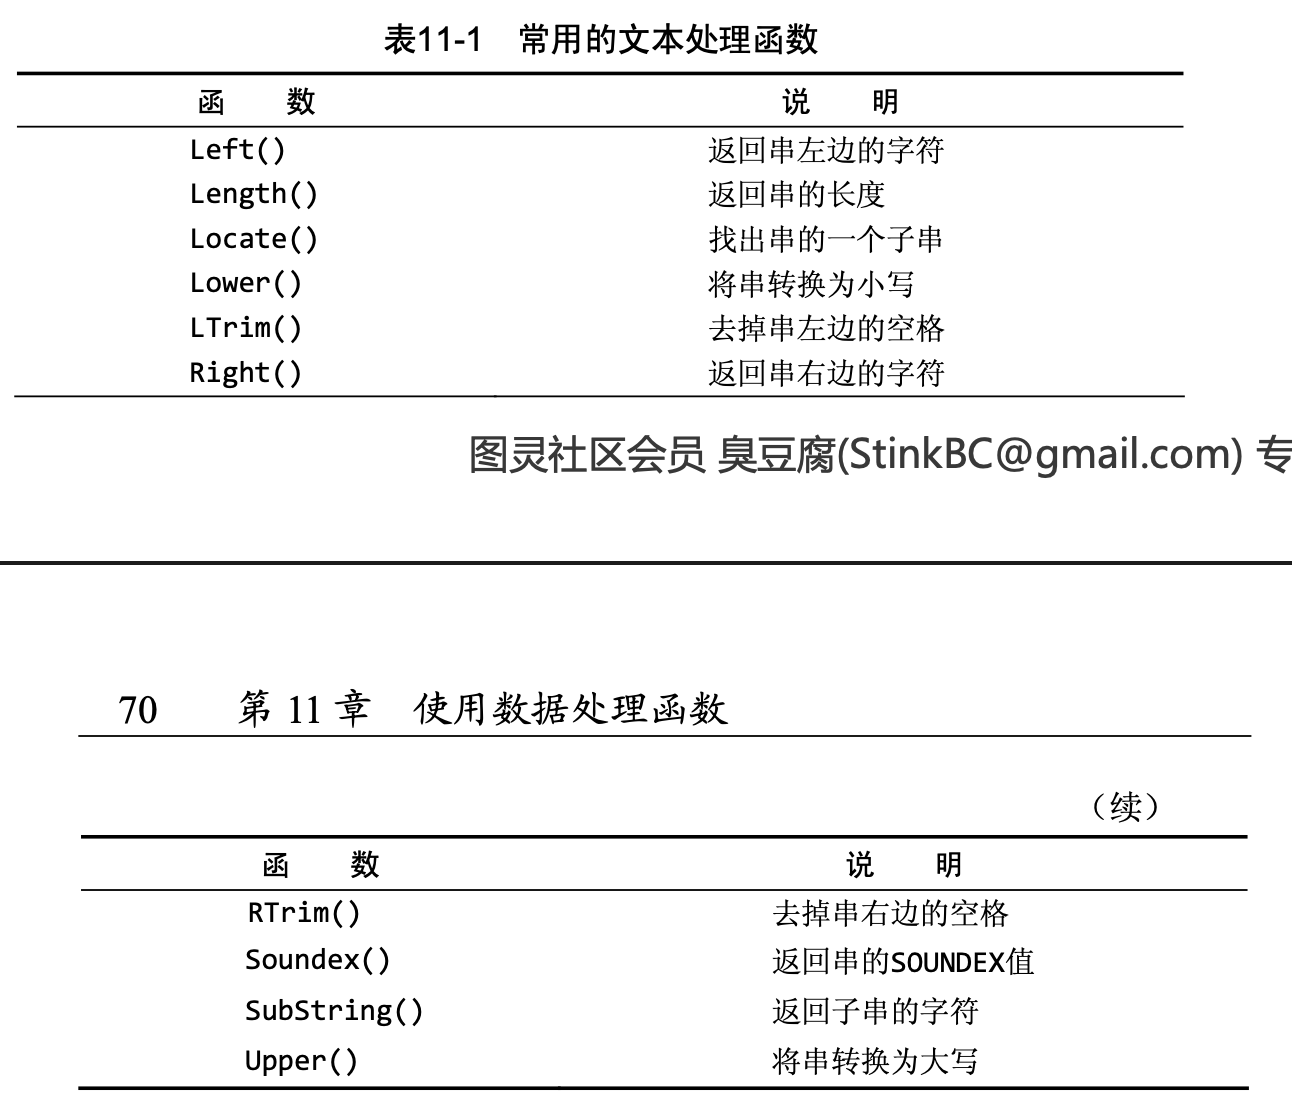 表11-1 常用的文本处理函数
函 数 说 明
Left() 返回串左边的字符
Length() 返回串的长度
Locate() 找出串的一个子串
Lower() 将串转换为小写
LTrim() 去掉串左边的空格
Right() 返回串右边的字符
图灵社区会员 臭豆腐(StinkBC@gmail.com) 专
70 第 11 章 使用数据处理函数
（续）
函 数 说 明
RTrim() 去掉串右边的空格
Soundex() 返回串的SOUNDEX值
SubString() 返回子串的字符
Upper() 将串转换为大写